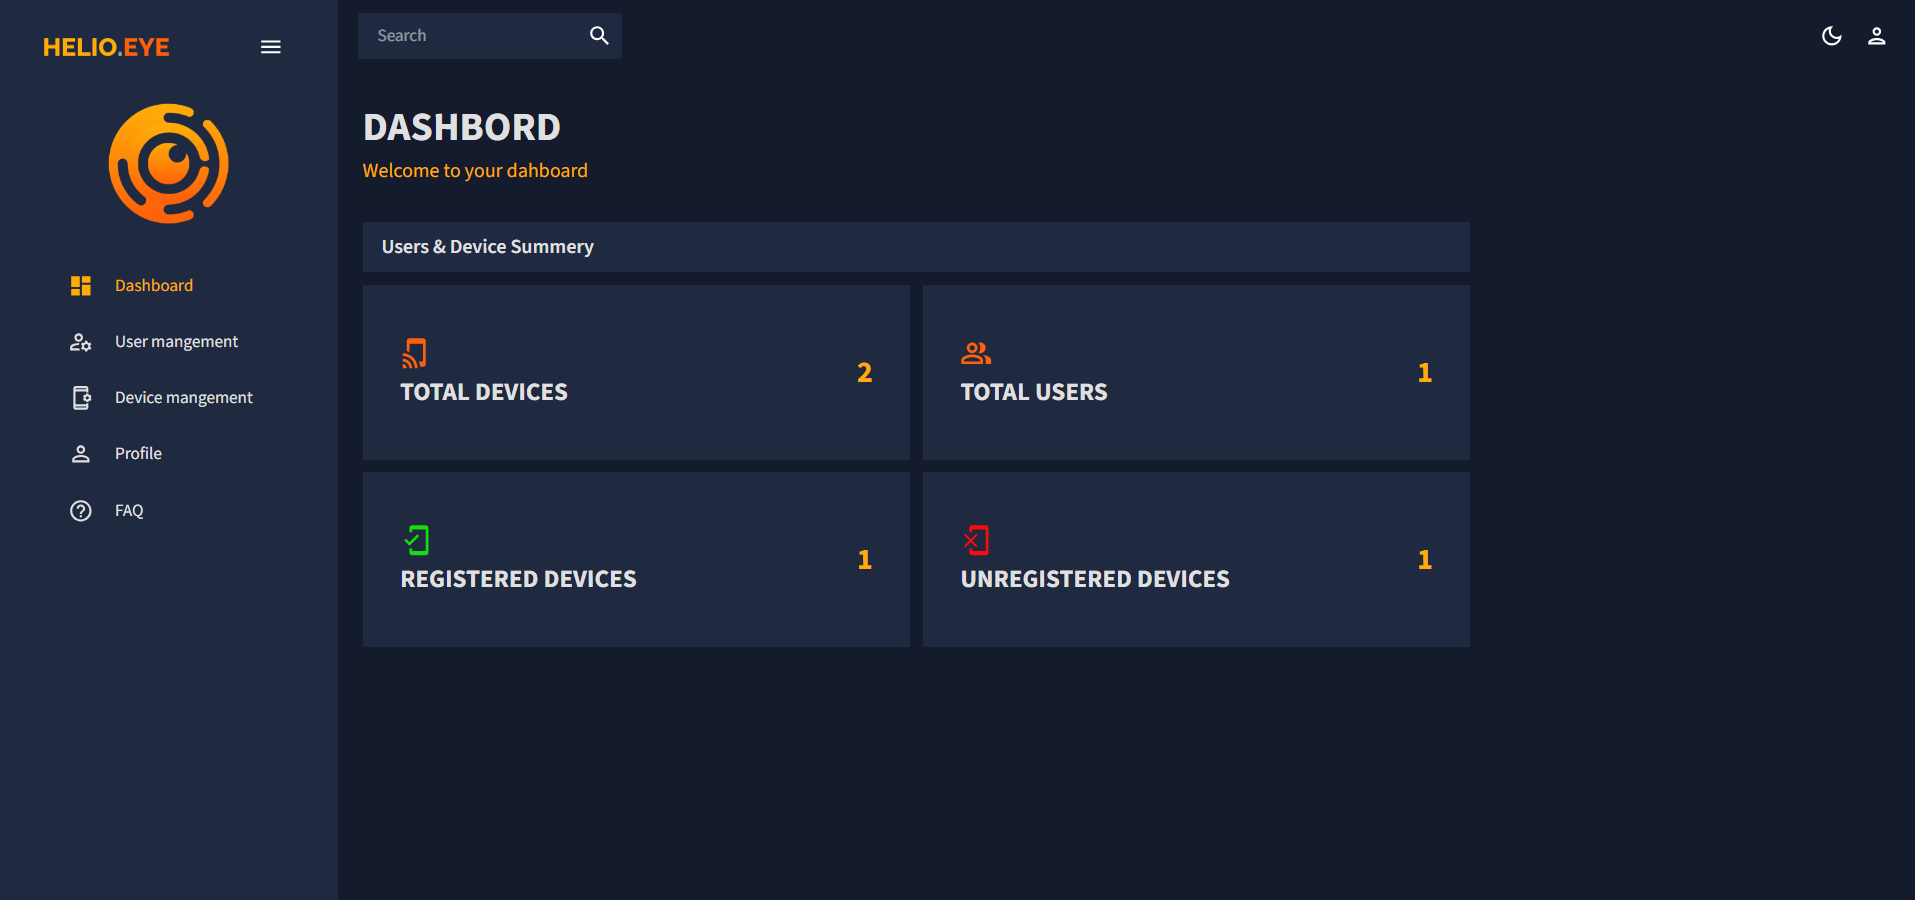 HELIO.EYE
Search
DASHBORD
Welcome to your dahboard
Users & Device Summery
Dashboard
User mangement
Device mangement
Profile
FAQ
TOTAL DEVICES
2
TOTAL USERS
1
REGISTERED DEVICES
1
UNREGISTERED DEVICES
1